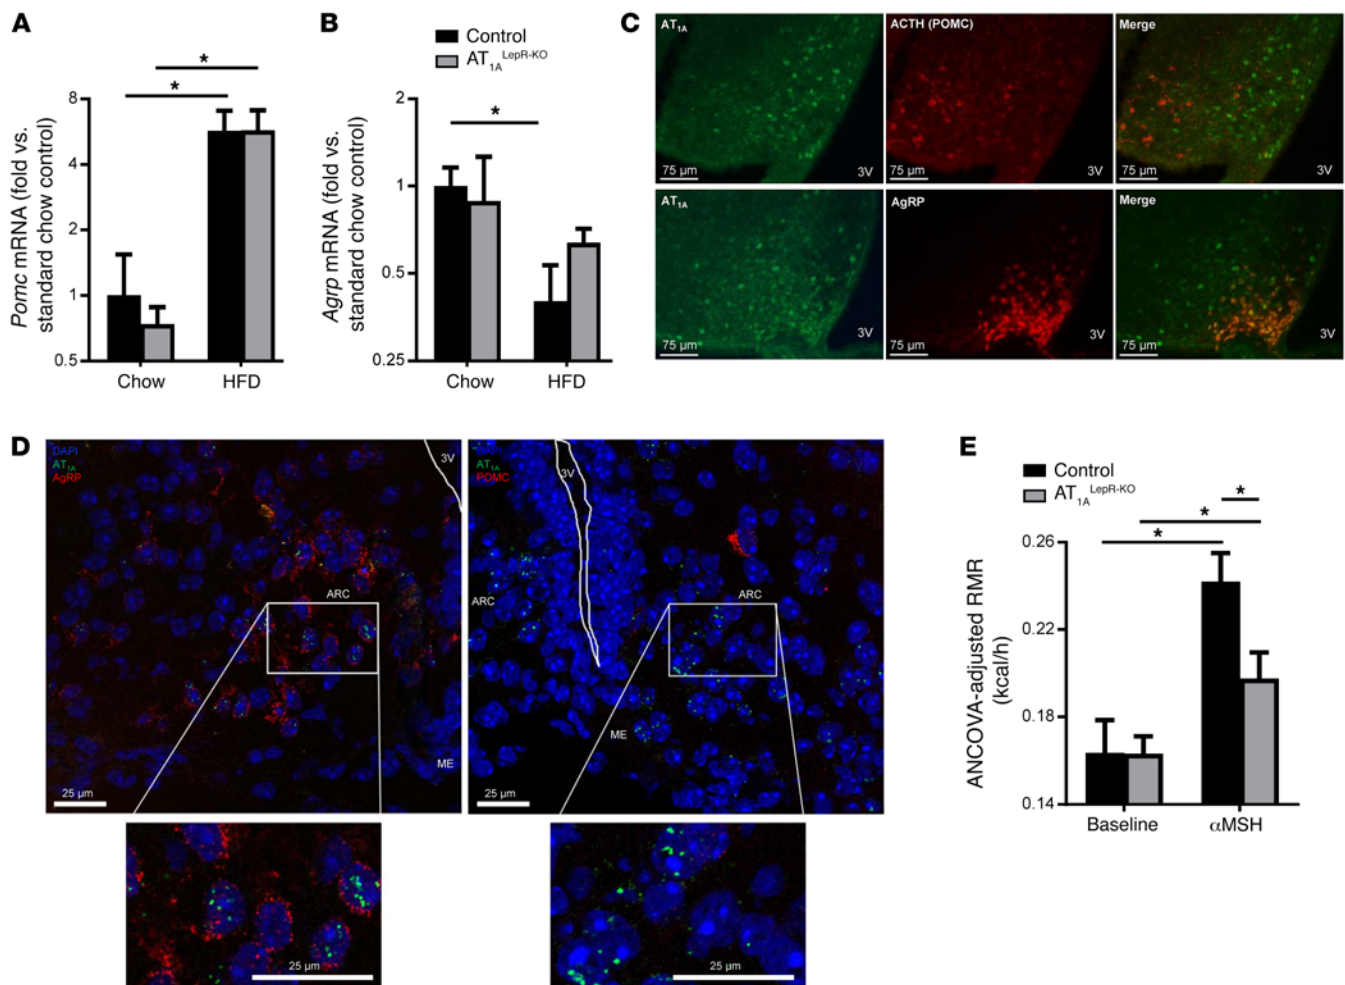 A
Pomc mRNA (fold vs.
standard chow control)
8
4
2
1
0.5
*
*
Chow
HFD
B
Control
AT1A LepR-KO
Agrp mRNA (fold vs.
standard chow control)
2
1
0.5
0.25
*
Chow
HFD
C
AT1A
75 µm
ACTH (POMC)
75 µm
Merge
75 µm
3V
3V
AT1A
75 µm
3V
AgRP
75 µm
3V
Merge
75 µm
3V
D
DAPI
AT1A
AgRP
3V
ARC
ME
25 µm
25 µm
DAPI
AT1A
POMC
3V
ARC
ARC
ME
25 µm
25 µm
E
Control
AT1A LepR-KO
ANCOVA-adjusted RMR
(kcal/h)
0.26
0.22
0.18
0.14
*
*
*
Baseline
αMSH